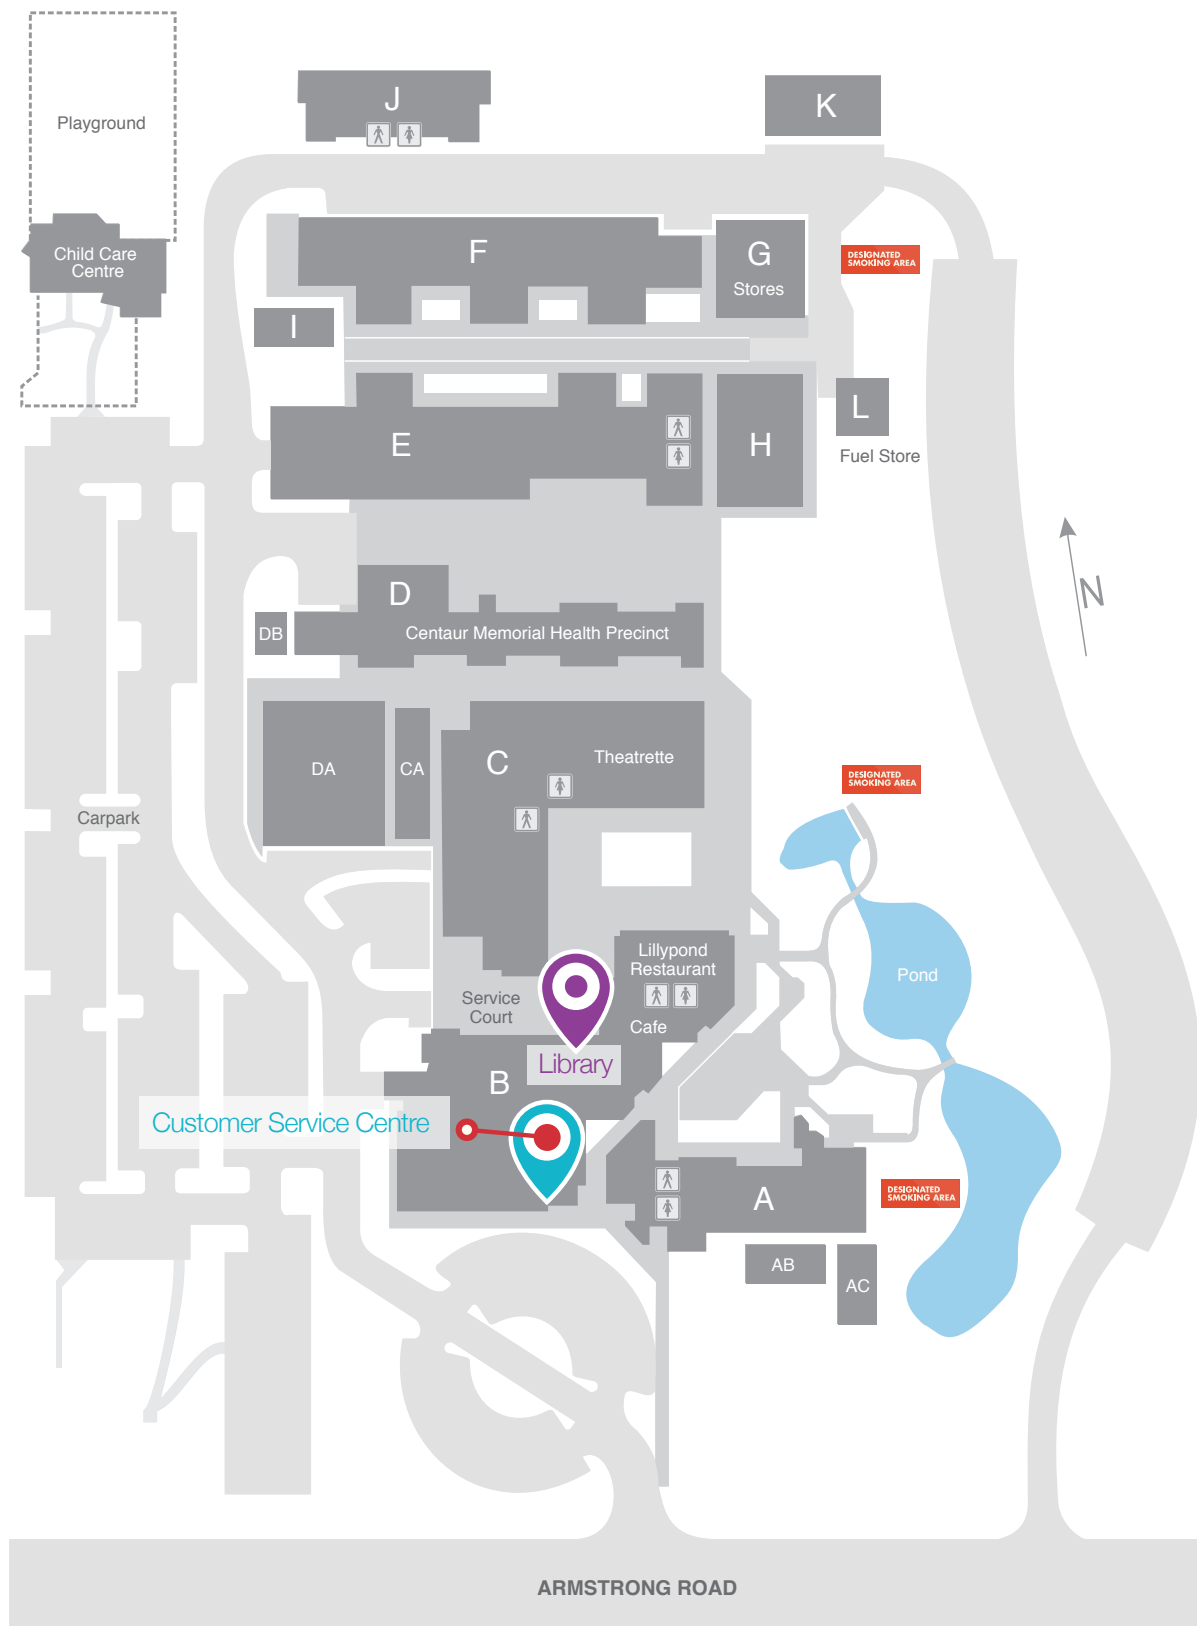 J
K
Playground
Child Care
Centre
F
G
Stores
DESIGNATED
SMOKING AREA
I
E
H
L
Fuel Store
N
D
DB
Centaur Memorial Health Precinct
DA
CA
C
Theatrette
DESIGNATED
SMOKING AREA
Carpark
Lillypond
Restaurant
Cafe
Pond
Service
Court
Library
B
Customer Service Centre
A
DESIGNATED
SMOKING AREA
AB
AC
ARMSTRONG ROAD